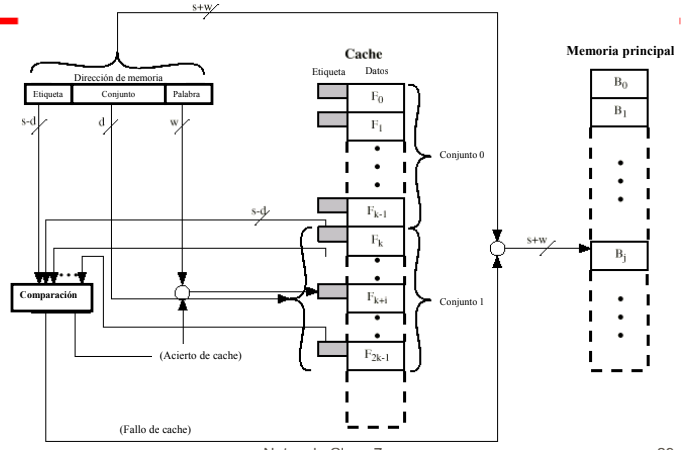 s+w
Cache
Memoria principal
Dirección de memoria
Etiqueta Datos
Etiqueta Conjunto Palabra
s-d
d
w
F0
F1
Conjunto 0
Fk-1
s-d
Fk
Fk+i
Conjunto 1
F2k-1
B0
B1
s+w
Bj
Comparación
(Acierto de cache)
(Fallo de cache)